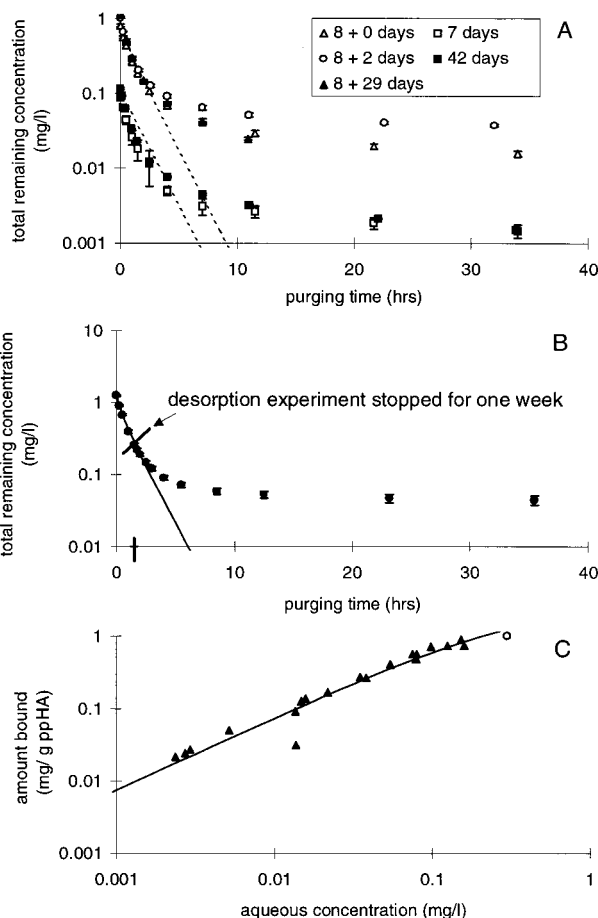 A
△ 8 + 0 days □ 7 days
○ 8 + 2 days ■ 42 days
▲ 8 + 29 days
total remaining concentration
(mg/l)
1
0.1
0.01
0.001
0 10 20 30 40
purging time (hrs)
B
desorption experiment stopped for one week
total remaining concentration
(mg/l)
10
1
0.1
0.01
0 10 20 30 40
purging time (hrs)
C
amount bound
(mg/ g ppHA)
1
0.1
0.01
0.001
0.001 0.01 0.1 1
aqueous concentration (mg/l)